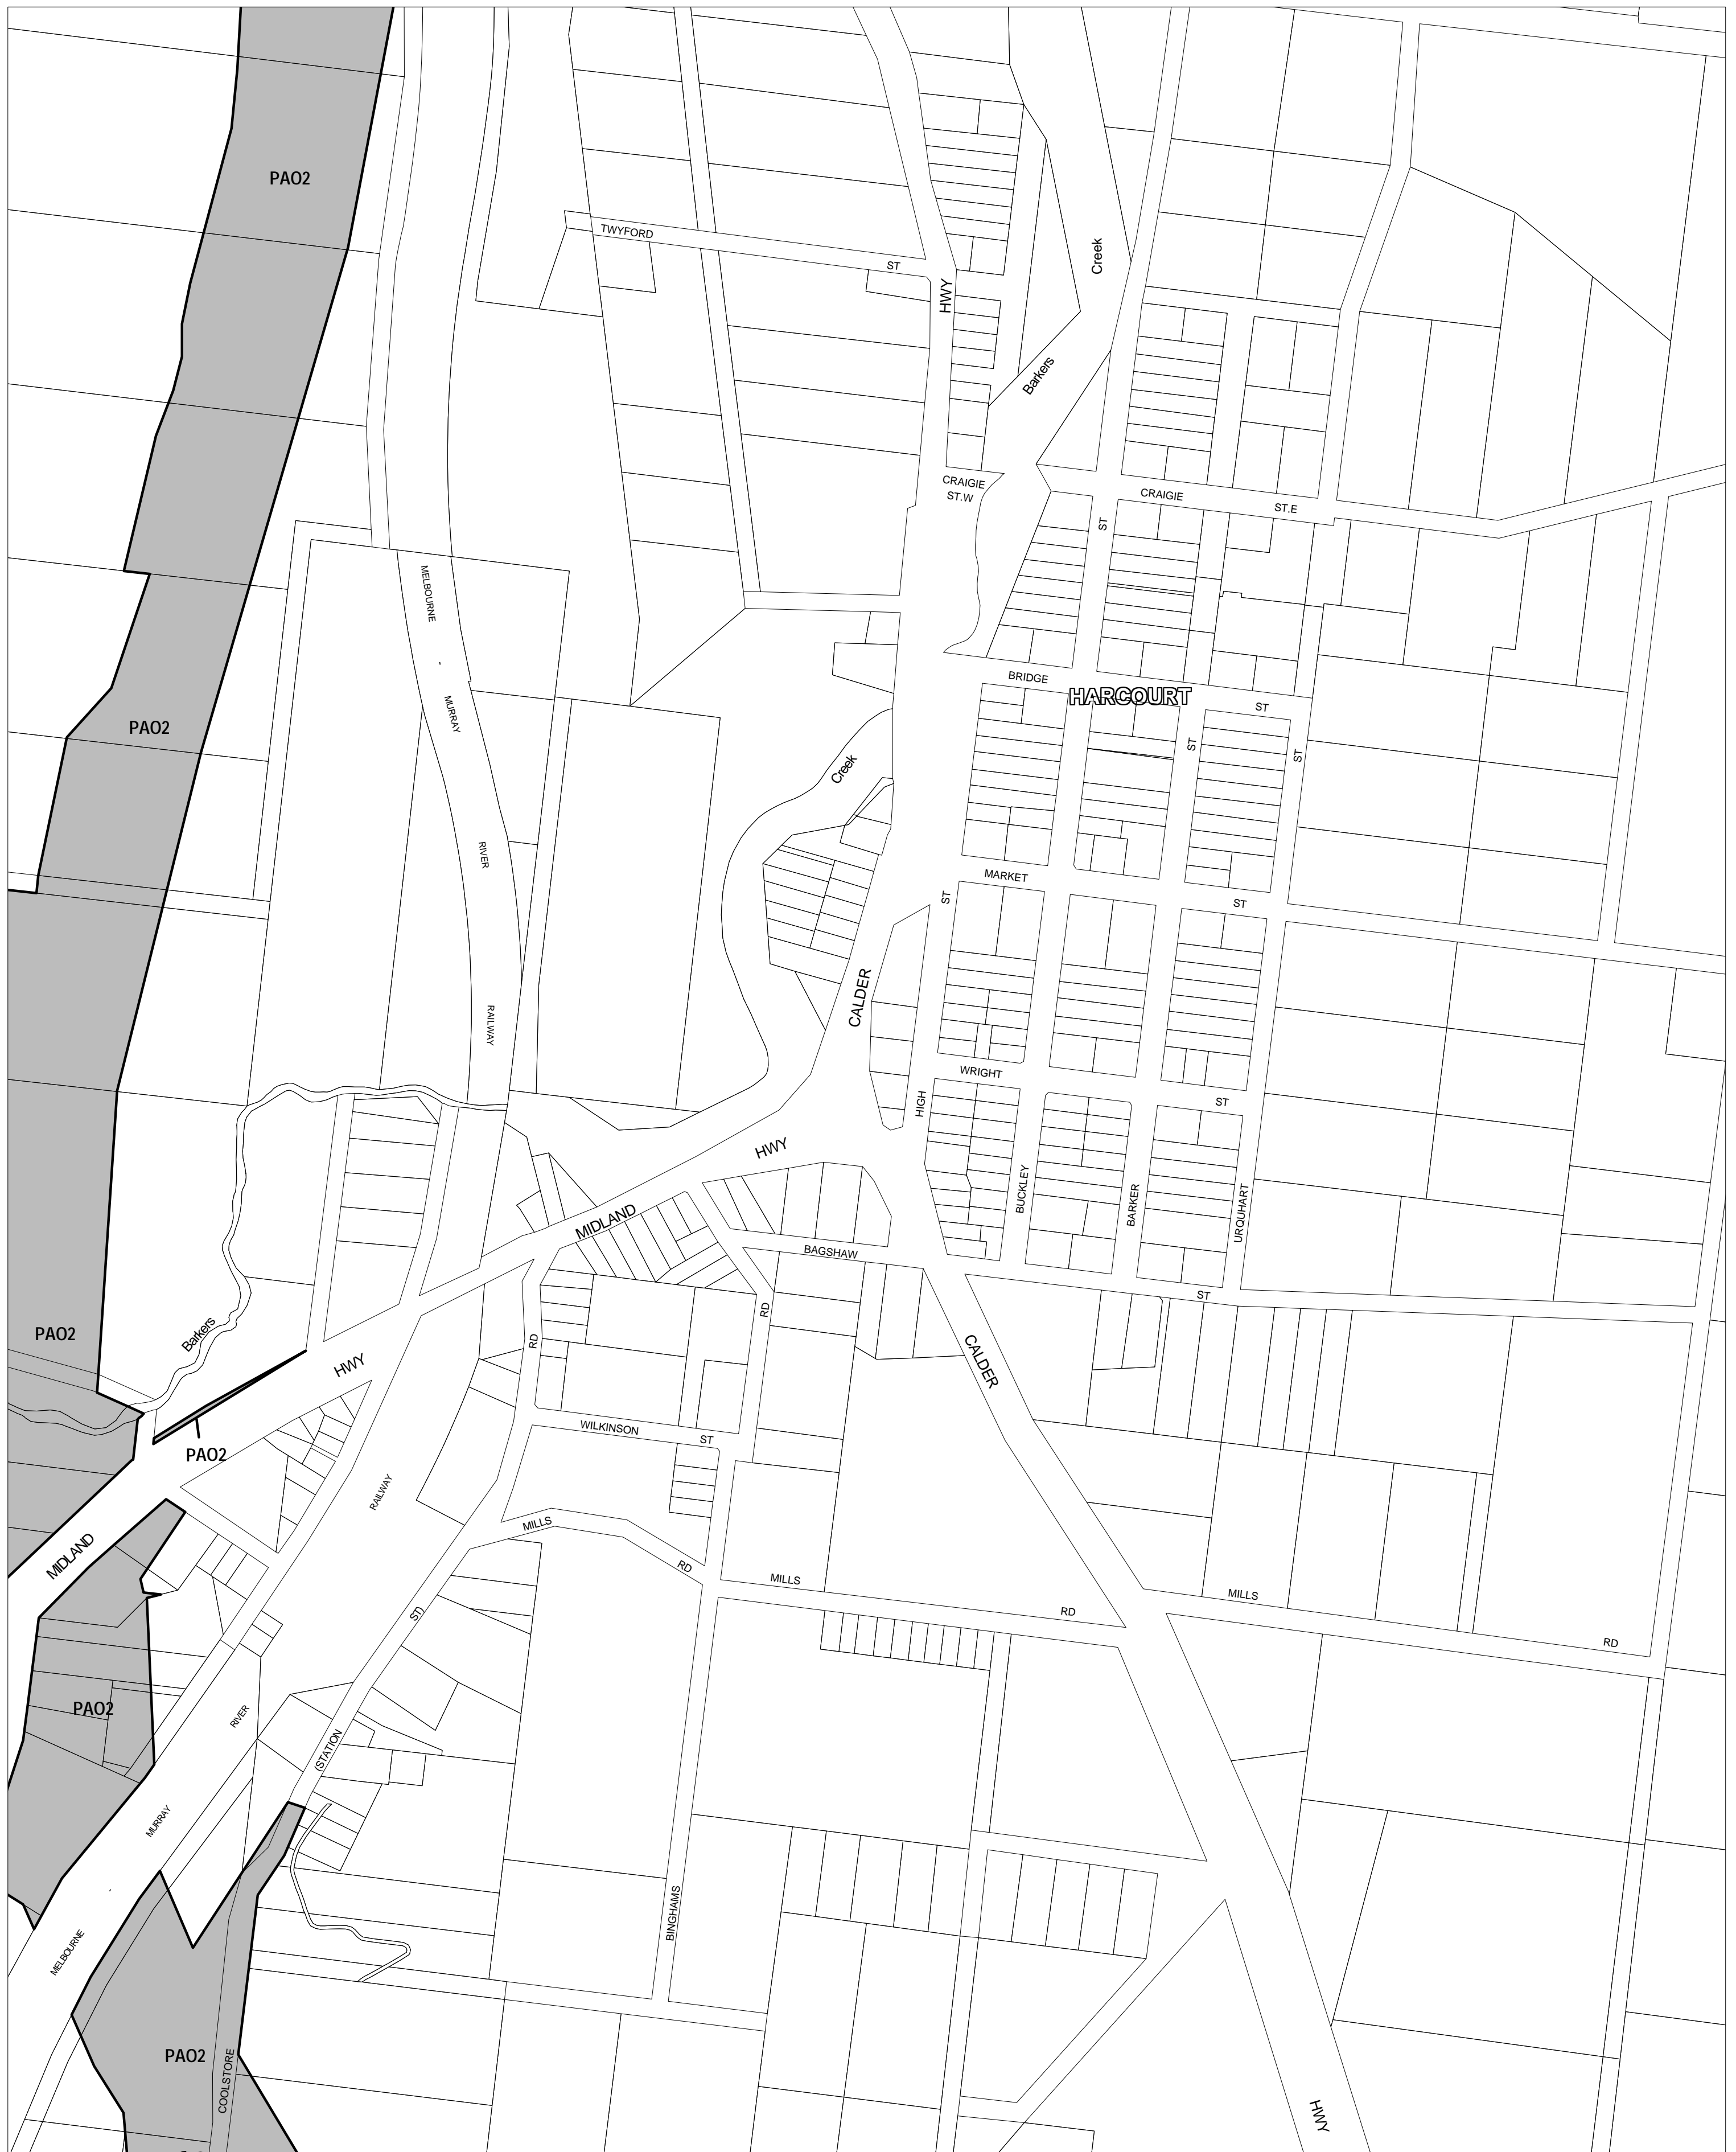 PAO2
TWYFORD
ST
HWY
Creek
Barkers
CRAIGIE
ST.W
CRAIGIE
ST.E
ST
MELBOURNE
-
MURRAY
RIVER
RAILWAY
PAO2
BRIDGE
HARCOURT
ST
ST
ST
Creek
MARKET
ST
ST
CALDER
WRIGHT
ST
HIGH
BUCKLEY
BARKER
URQUHART
HWY
MIDLAND
BAGSHAW
ST
RD
RD
CALDER
PAO2
Barkers
HWY
PAO2
WILKINSON
ST
RAILWAY
MIDLAND
MILLS
RD
MILLS
RD
MILLS
RD
ST)
(STATION
PAO2
RIVER
MURRAY
-
MELBOURNE
BINGHAMS
PAO2
COOLSTORE
HWY